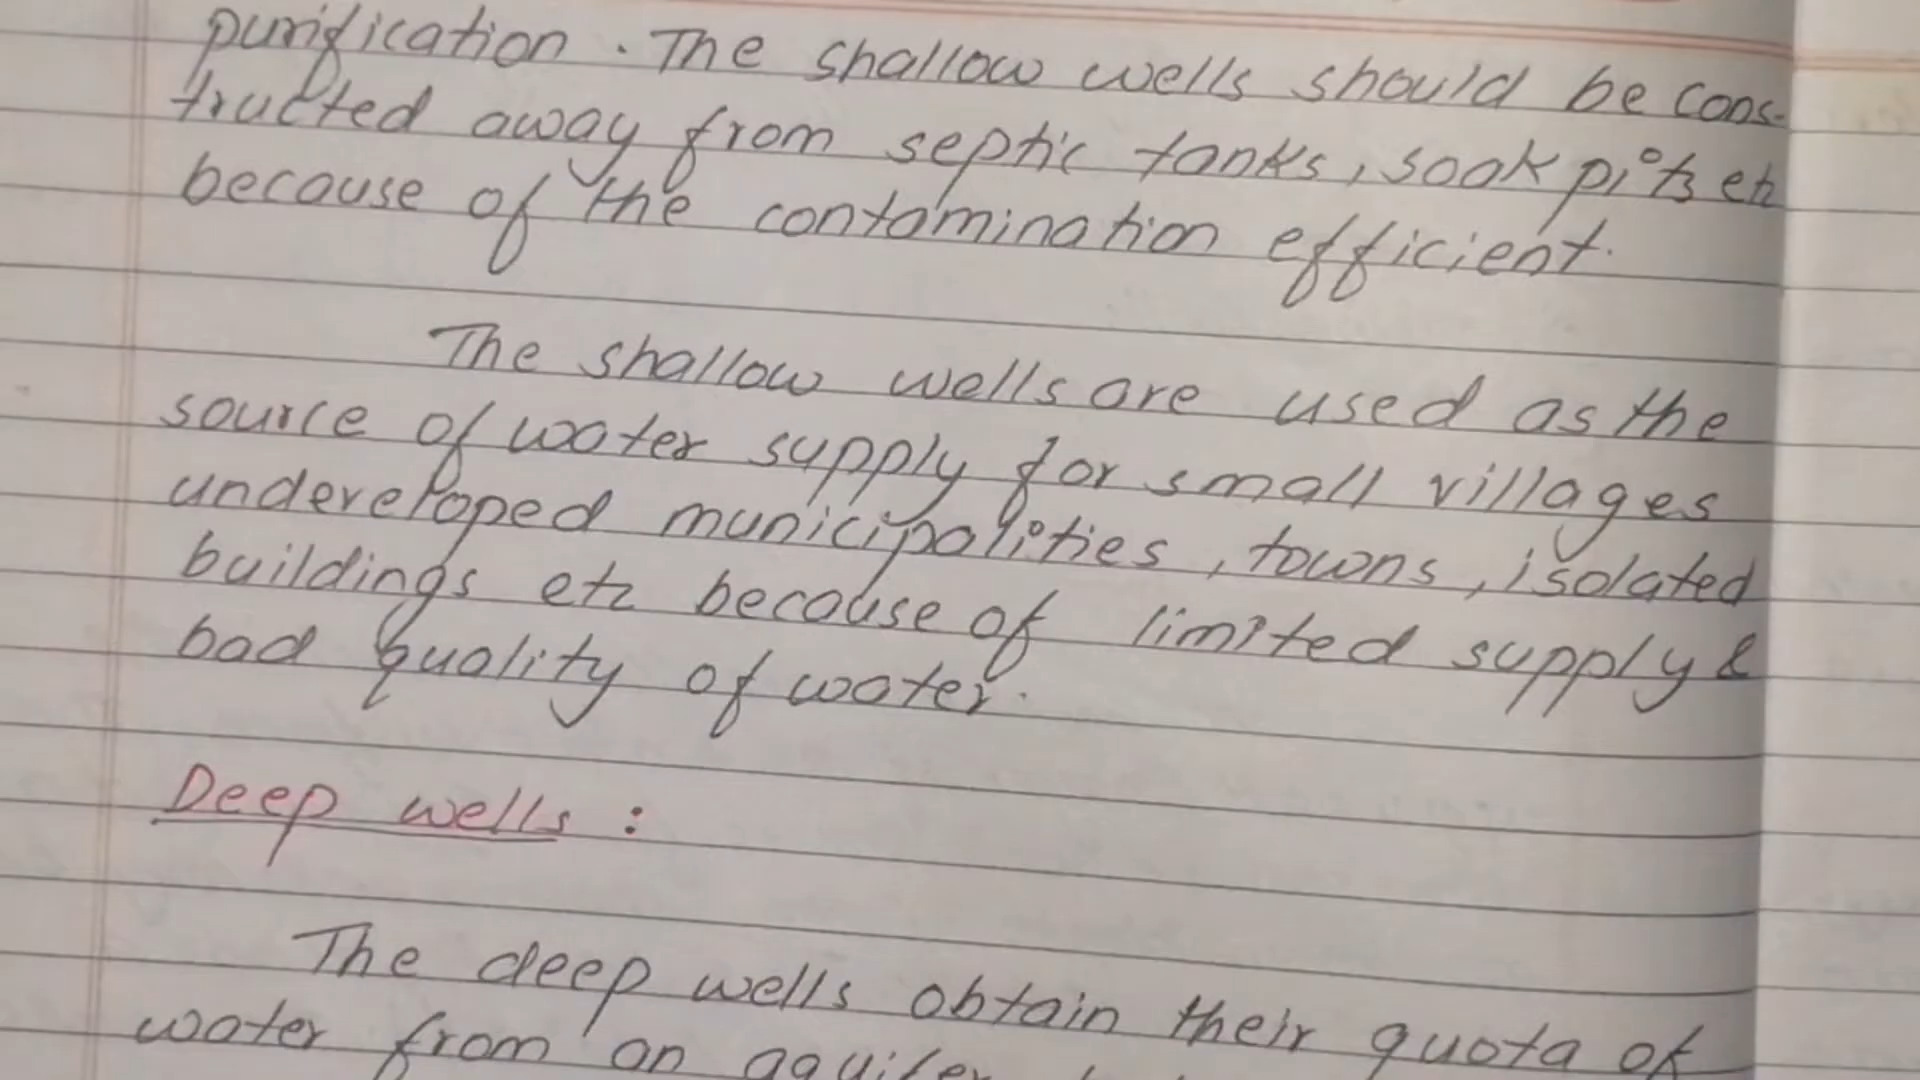 purification. The shallow wells should be cons-
tructed away from septic tanks, soak pits etc
because of the contamination efficient.
The shallow wells are used as the
source of water supply for small villages
undereloped municipalities, towns, isolated
buildings etc because of limited supply &
bad quality of water.
Deep wells :
The deep wells obtain their quota of
water from an aquifer